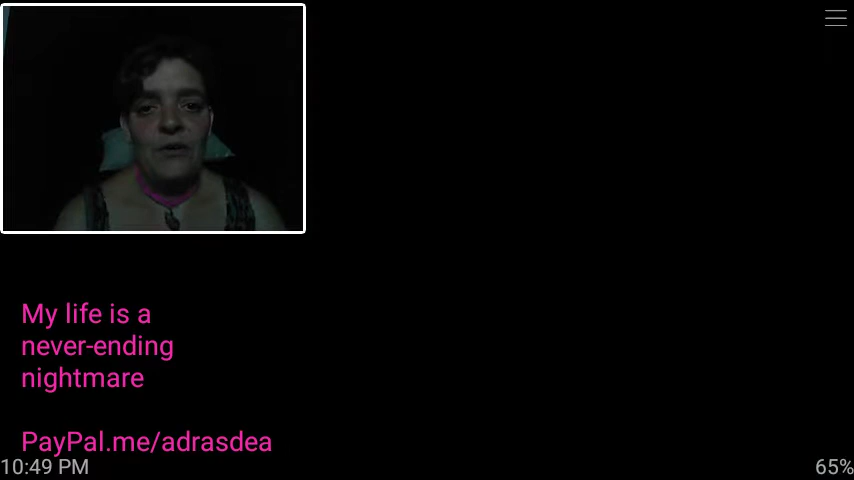 My life is a
never-ending
nightmare
PayPal.me/adrasdea
10:49 PM
65%